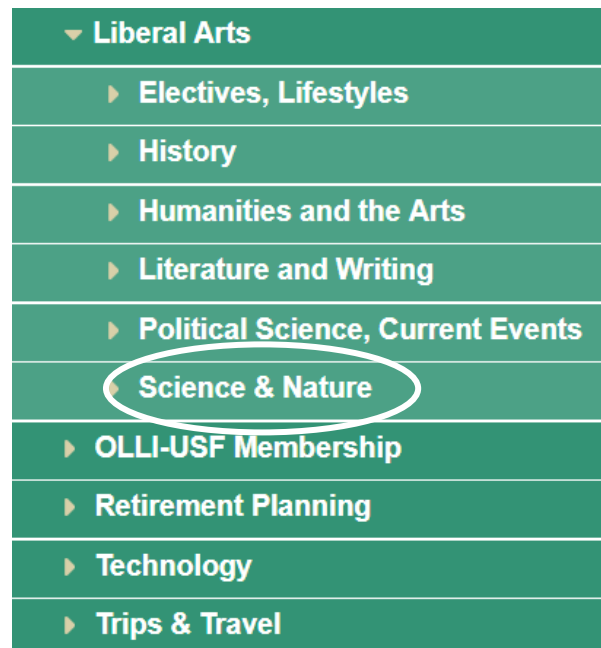 Liberal Arts
Electives, Lifestyles
History
Humanities and the Arts
Literature and Writing
Political Science, Current Events
Science & Nature
OLLI-USF Membership
Retirement Planning
Technology
Trips & Travel